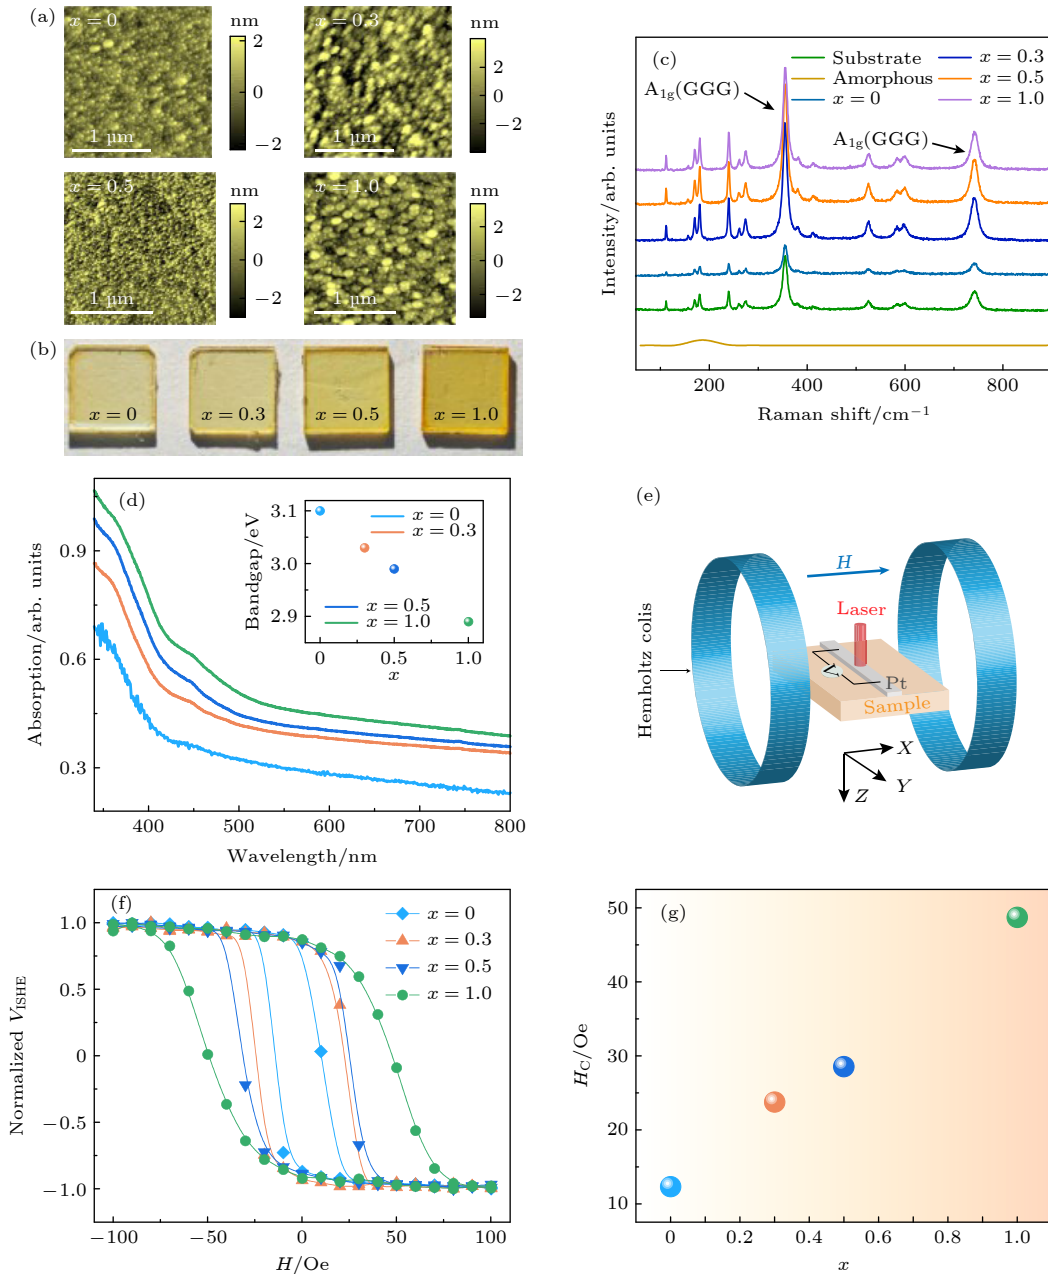 (a)
x = 0
nm
2
0
−2
1 μm
x = 0.3
nm
2
0
−2
1 μm
x = 0.5
nm
2
0
−2
1 μm
x = 1.0
nm
2
0
−2
1 μm
(b)
x = 0
x = 0.3
x = 0.5
x = 1.0
(c)
Substrate
Amorphous
x = 0
x = 0.3
x = 0.5
x = 1.0
A1g(GGG)
A1g(GGG)
Intensity/arb. units
200
400
600
800
Raman shift/cm−1
(d)
Absorption/arb. units
0.9
0.6
0.3
400
500
600
700
800
Wavelength/nm
Bandgap/eV
3.1
3.0
2.9
0
0.5
1.0
x
x = 0
x = 0.3
x = 0.5
x = 1.0
(e)
Hemholtz colis
H
Laser
V
Pt
Sample
X
Y
Z
(f)
Normalized VISHE
1.0
0.5
0
−0.5
−1.0
−100
−50
0
50
100
H/Oe
x = 0
x = 0.3
x = 0.5
x = 1.0
(g)
HC/Oe
50
40
30
20
10
0
0.2
0.4
0.6
0.8
1.0
x